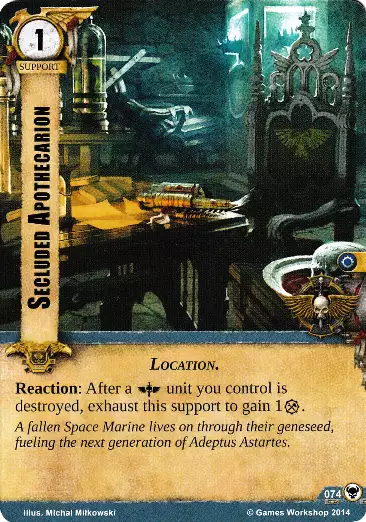 1
SUPPORT
SECLUDED APOTHECARION
LOCATION.
Reaction: After a unit you control is
destroyed, exhaust this support to gain 1.
A fallen Space Marine lives on through their geneseed,
fueling the next generation of Adeptus Astartes.
074
Illus. Michal Miłkowski
© Games Workshop 2014